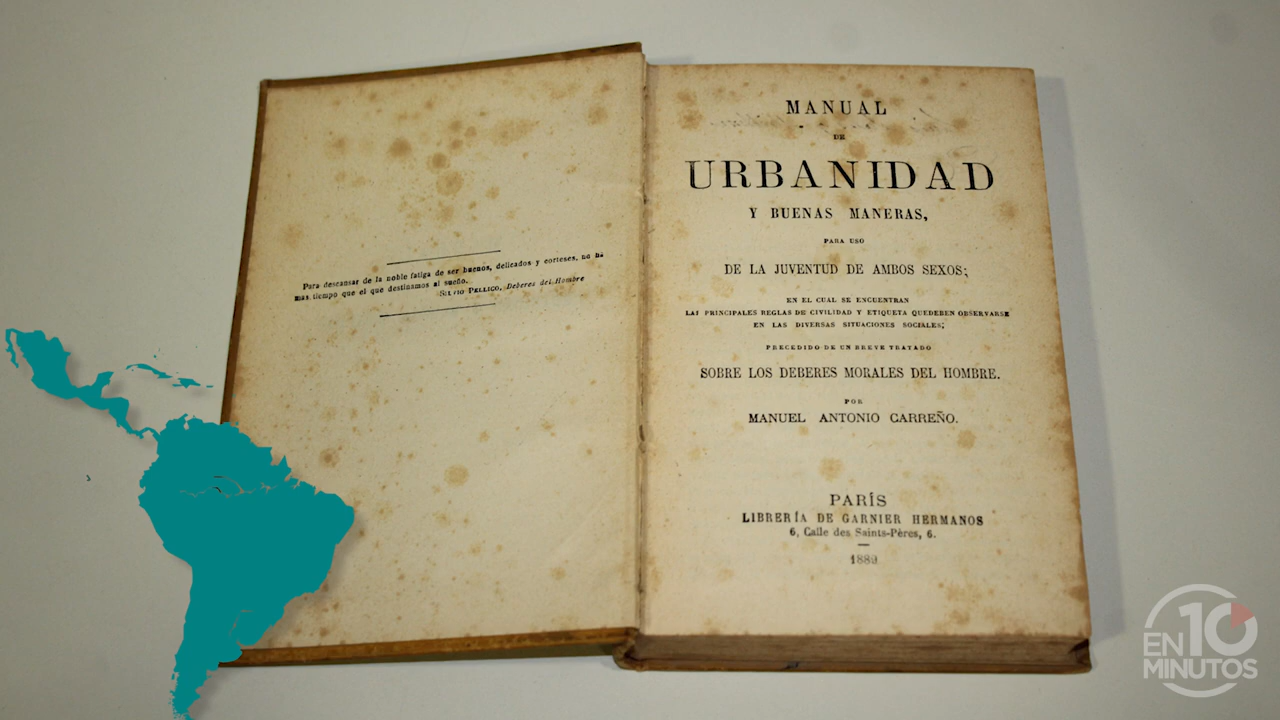 Para descansar de la noble fatiga de ser buenos, delicados y corteses, no ha
mas tiempo que el que destinamos al sueño.
SILVIO PELLICO, Deberes del Hombre
MANUAL
DE
URBANIDAD
Y BUENAS MANERAS,
PARA USO
DE LA JUVENTUD DE AMBOS SEXOS;
EN EL CUAL SE ENCUENTRAN
LAS PRINCIPALES REGLAS DE CIVILIDAD Y ETIQUETA QUEDEBEN OBSERVARSE
EN LAS DIVERSAS SITUACIONES SOCIALES;
PRECEDIDO DE UN BREVE TRATADO
SOBRE LOS DEBERES MORALES DEL HOMBRE.
POR
MANUEL ANTONIO CARREÑO.
PARÍS
LIBRERÍA DE GARNIER HERMANOS
6, Calle des Saints-Pères, 6.
EN 10
MINUTOS